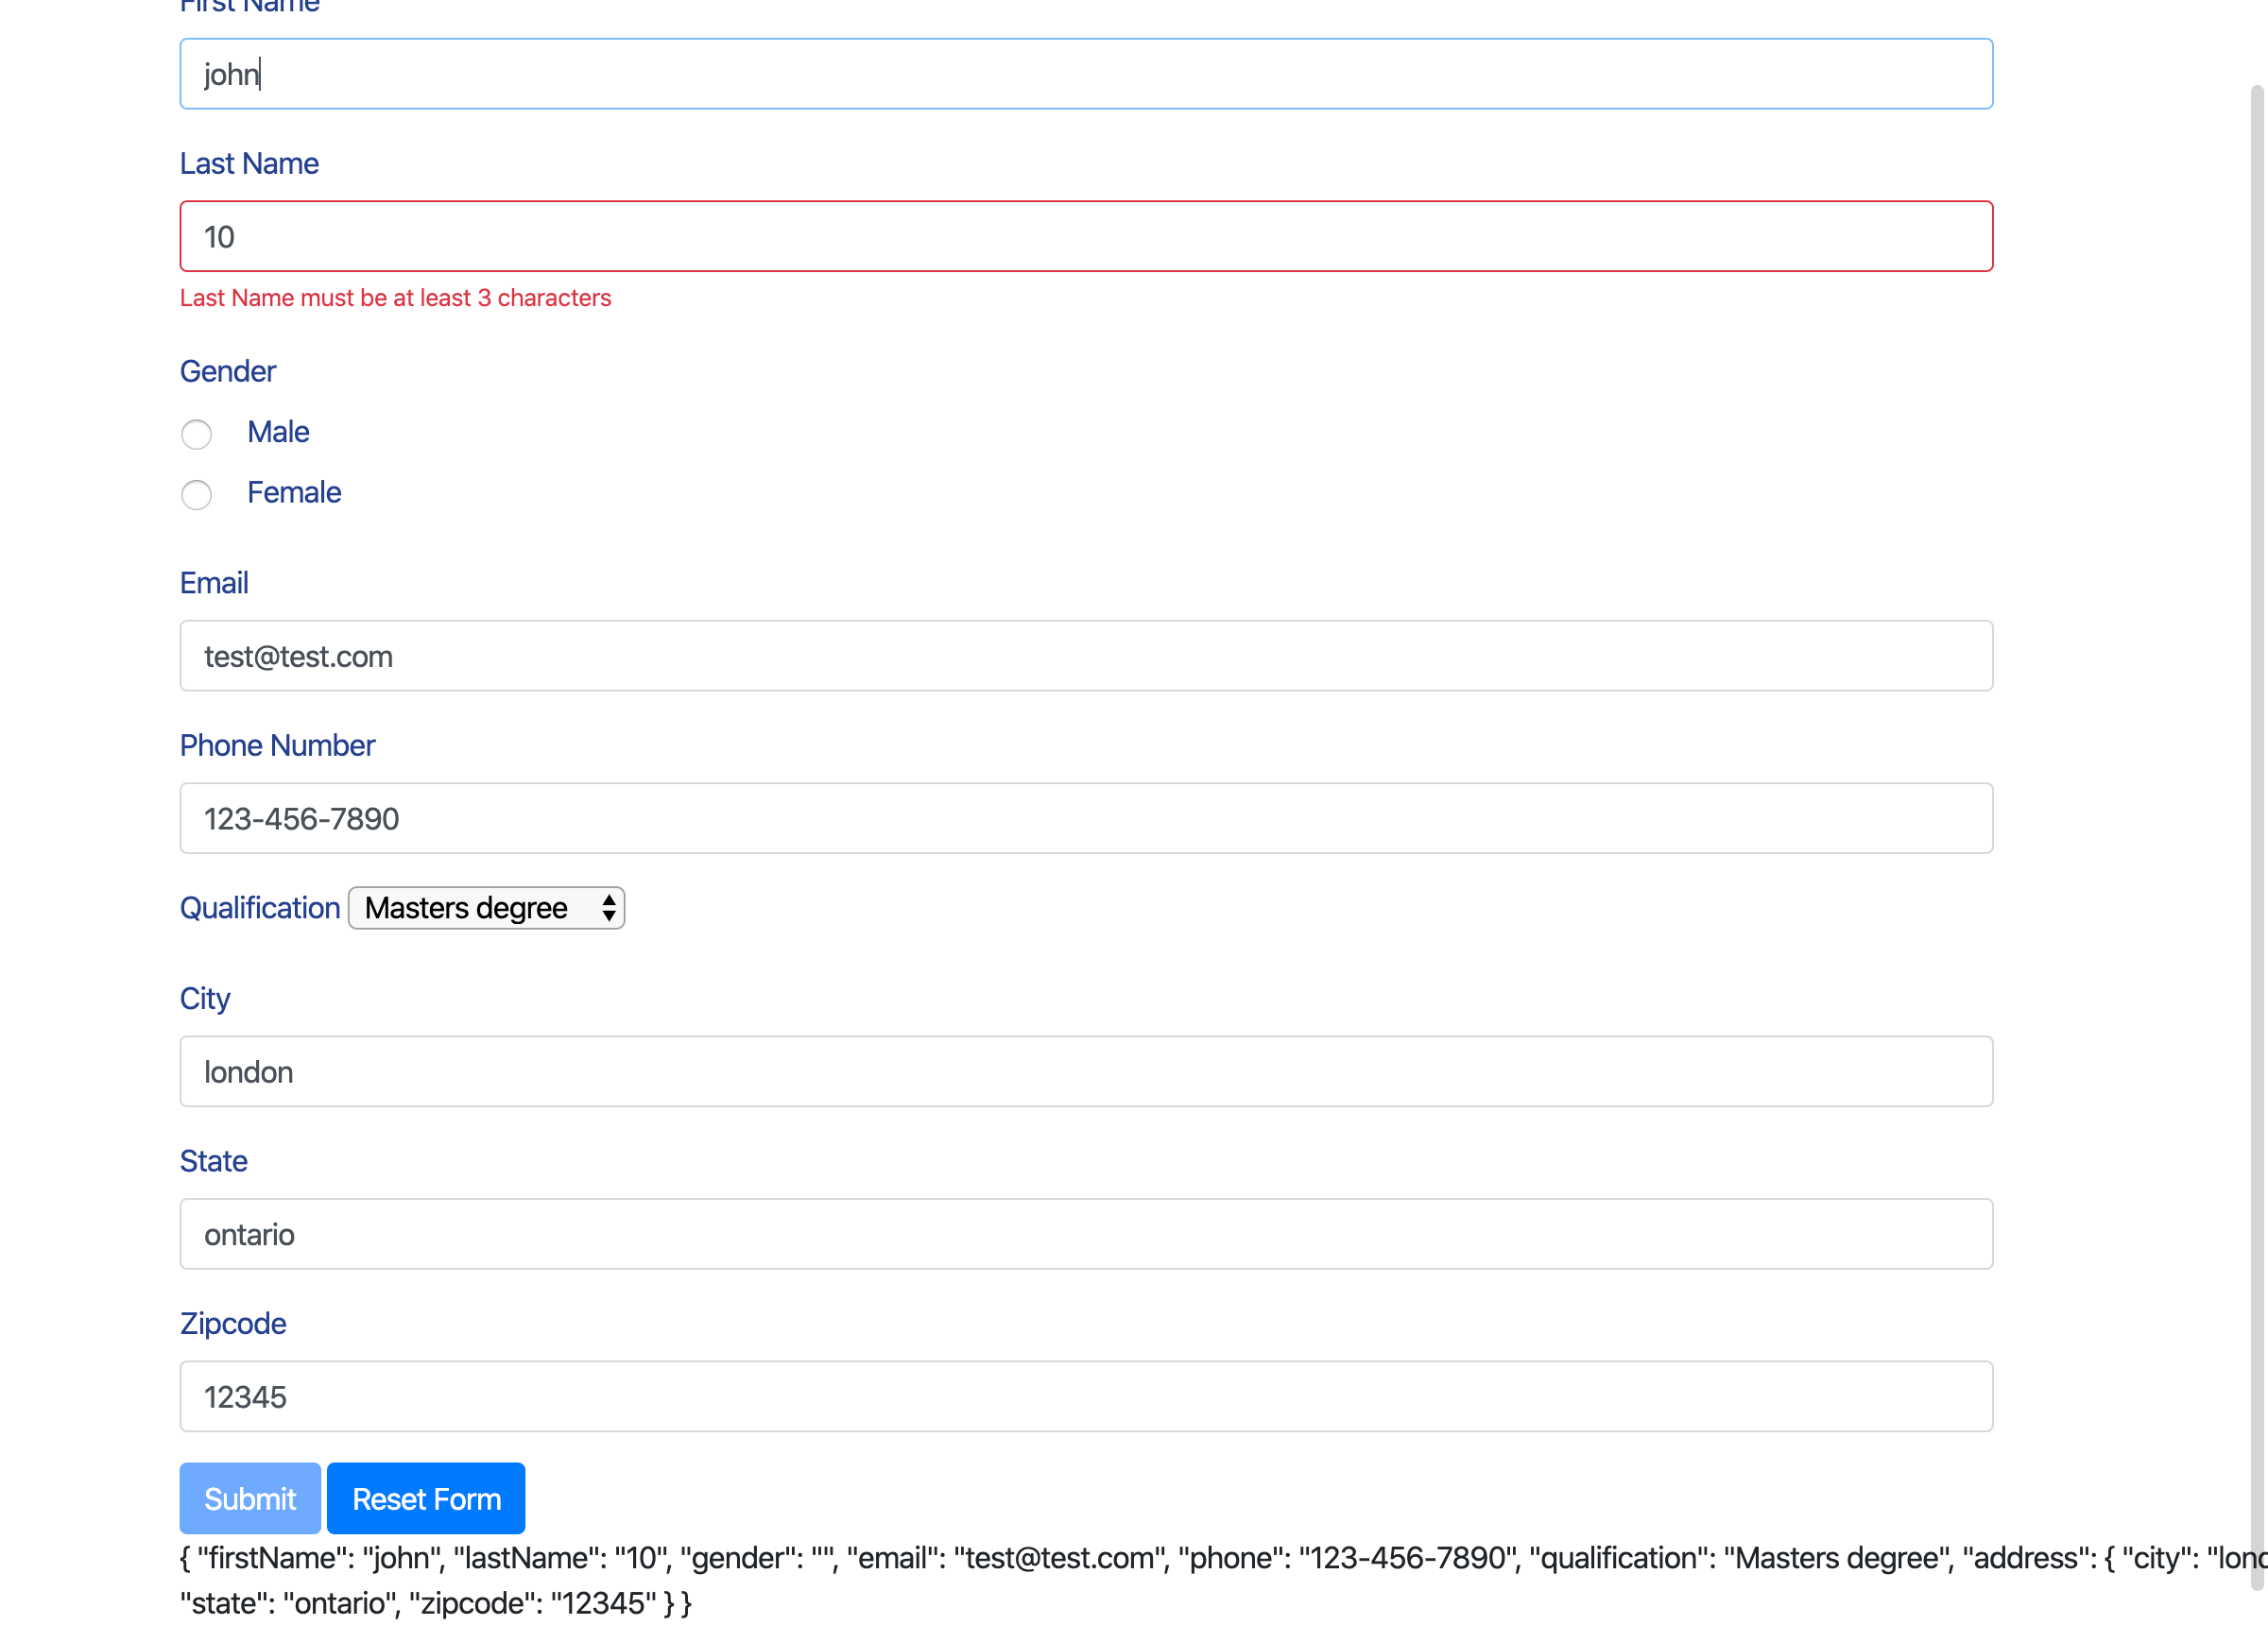 First Name
john
Last Name
10
Last Name must be at least 3 characters
Gender
Male
Female
Email
test@test.com
Phone Number
123-456-7890
Qualification Masters degree
City
london
State
ontario
Zipcode
12345
Submit Reset Form
{ "firstName": "john", "lastName": "10", "gender": "", "email": "test@test.com", "phone": "123-456-7890", "qualification": "Masters degree", "address": { "city":
"state": "ontario", "zipcode": "12345" } }